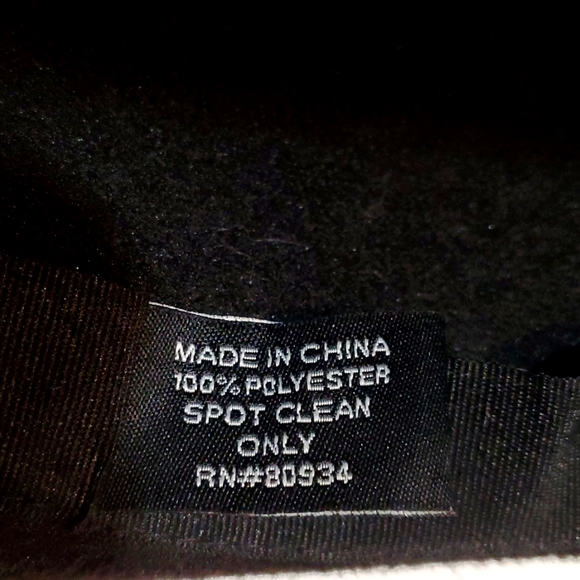 MADE IN CHINA
100% POLYESTER
SPOT CLEAN
ONLY
RN#80934